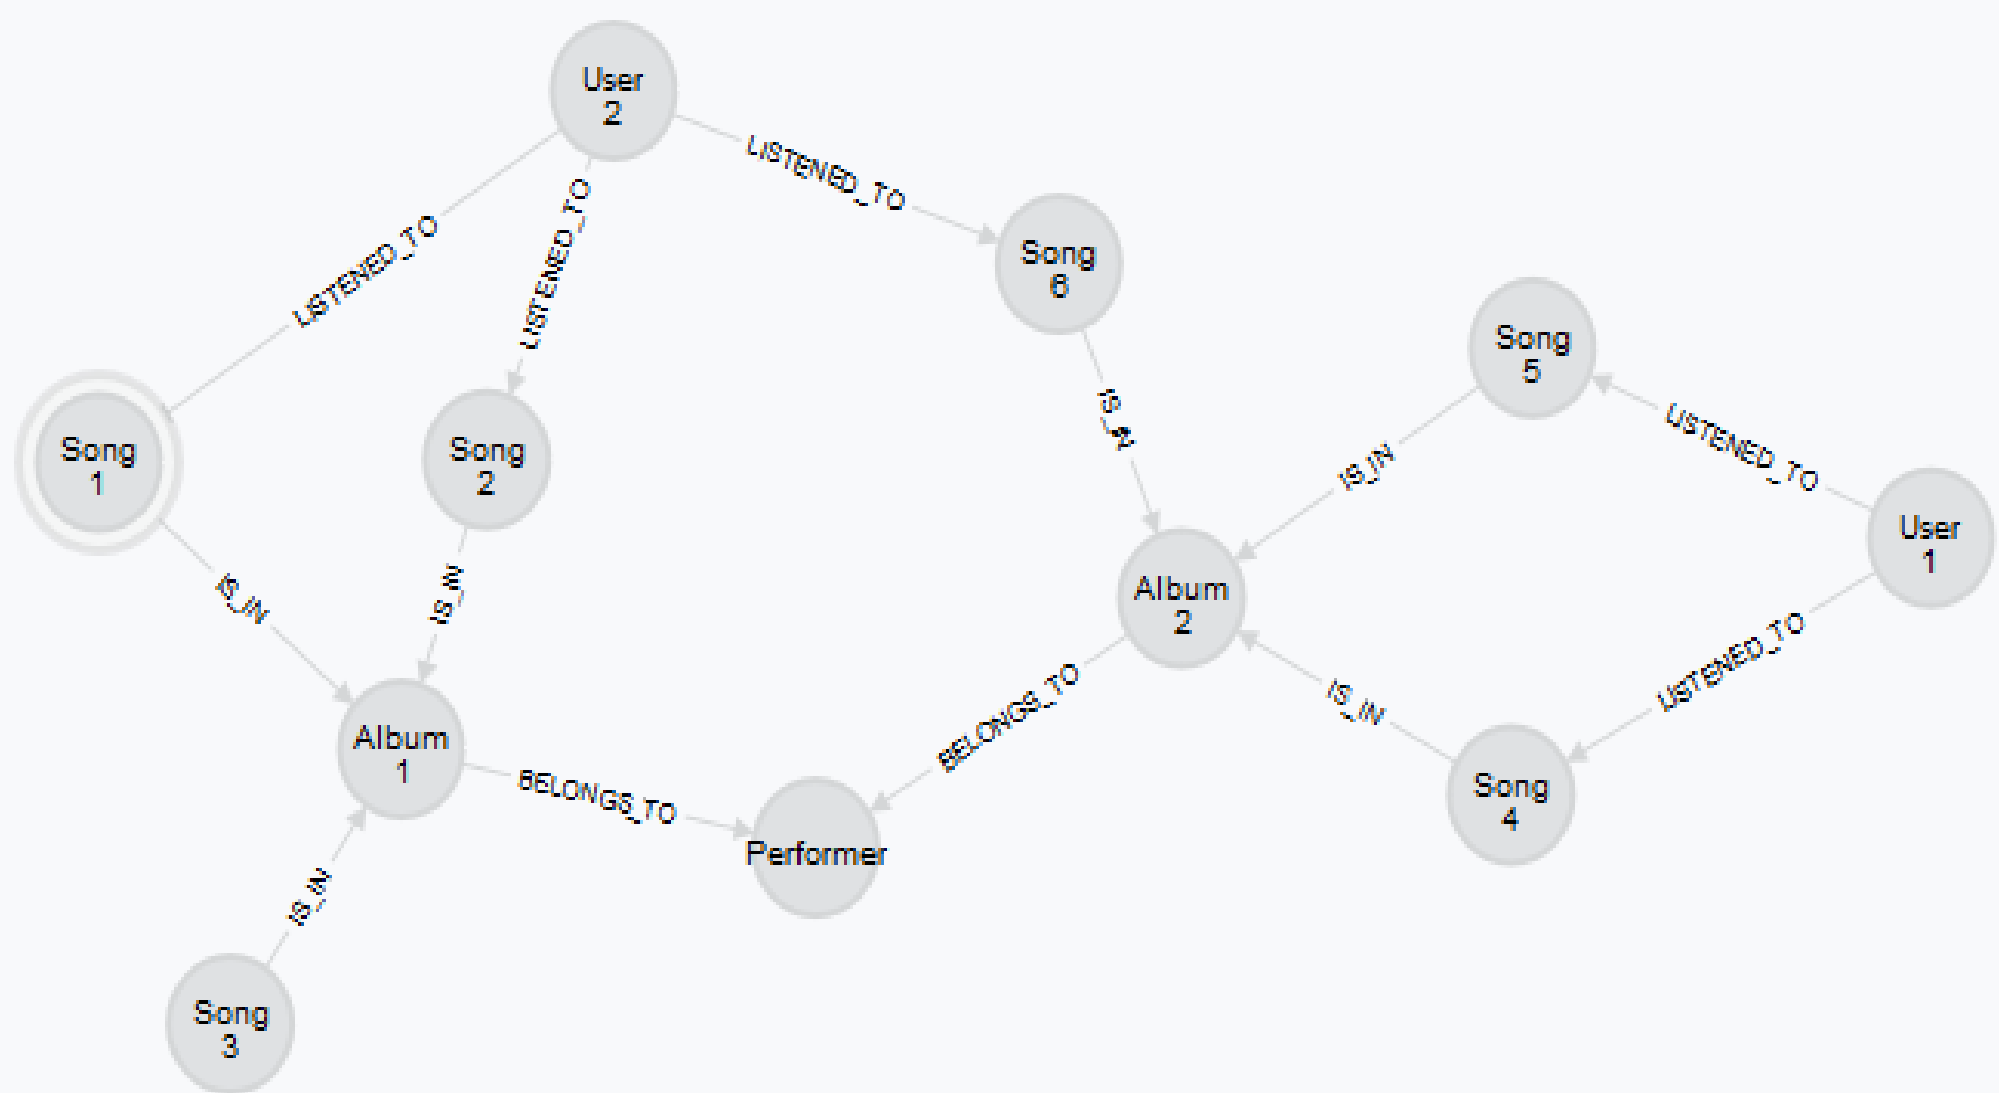 User
2
LISTENED_TO
LISTENED_TO
LISTENED_TO
Song
6
Song
5
LISTENED_TO
IS_IN
IS_IN
Song
1
Song
2
User
1
IS_IN
IS_IN
Album
2
LISTENED_TO
IS_IN
BELONGS_TO
Album
1
BELONGS_TO
Song
4
Performer
IS_IN
Song
3